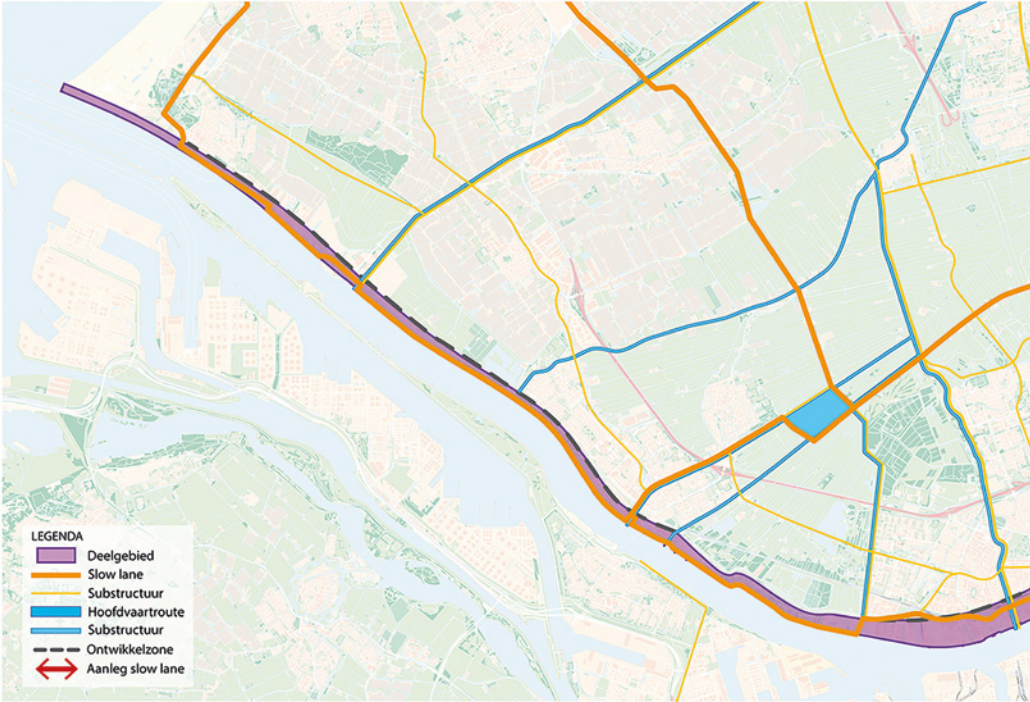 LEGENDA
Deelgebied
Slow lane
Substructuur
Hoofdvaartroute
Substructuur
Ontwikkelzone
Aanleg slow lane